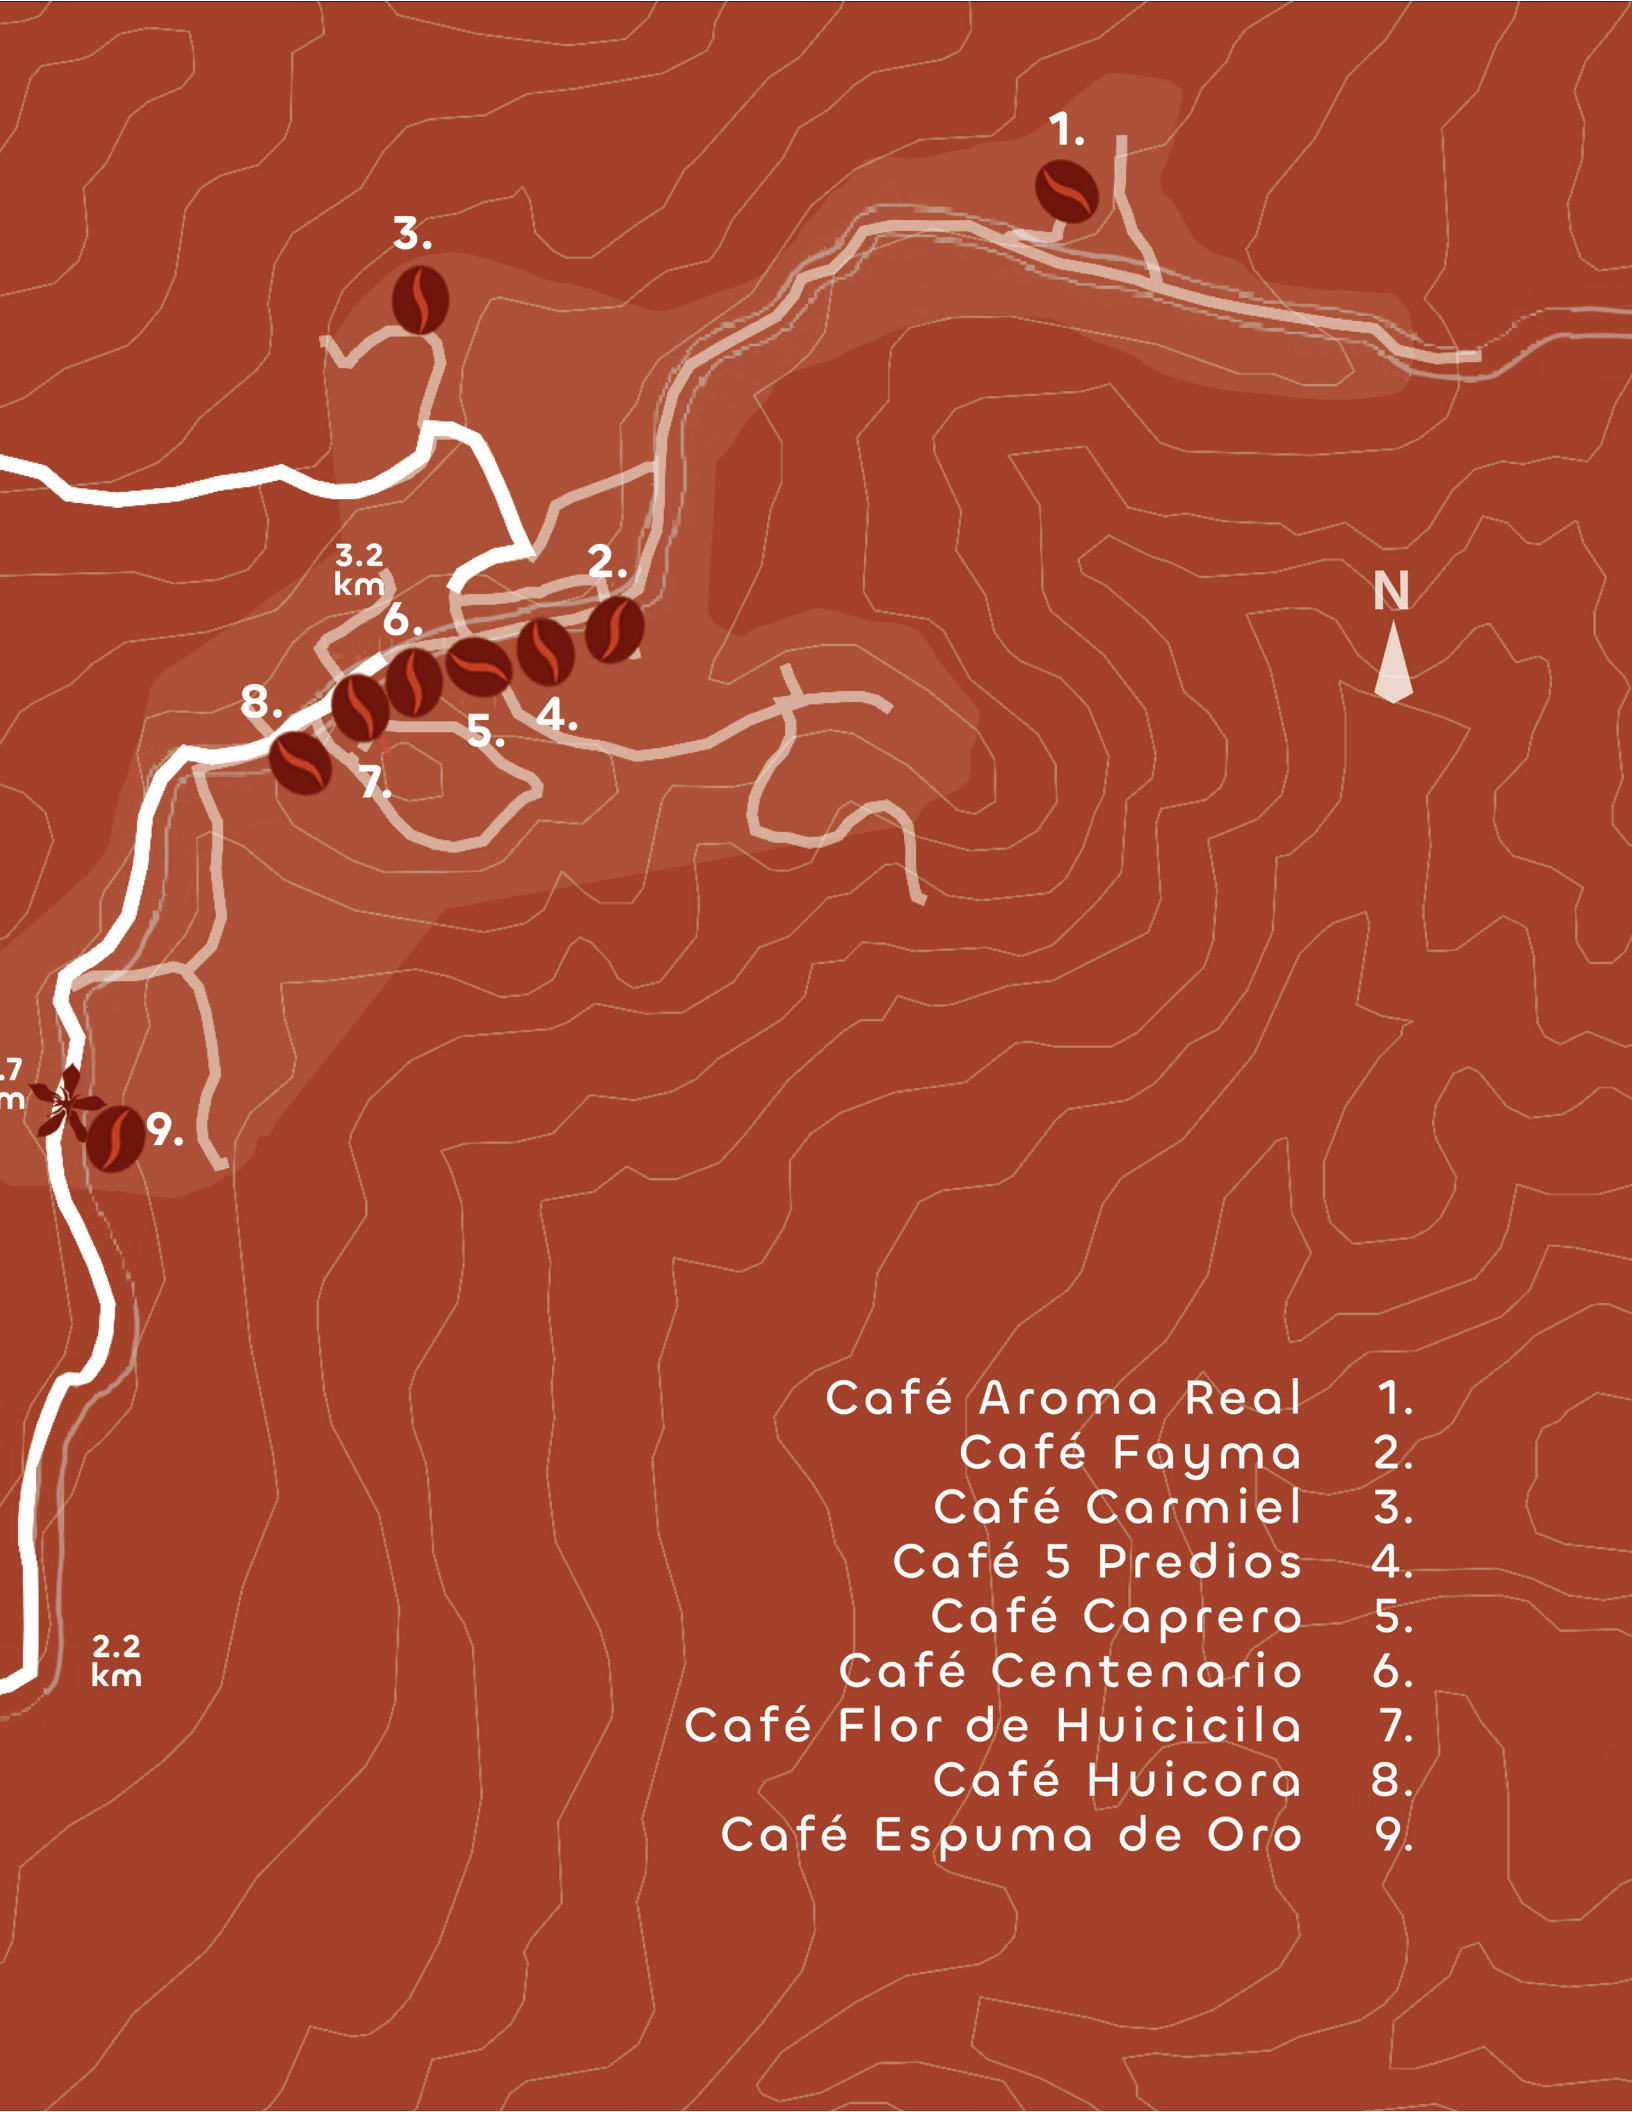 1.
3.
3.2
km
2.
6.
N
8.
5.
4.
7.
.7
m
9.
Café Aroma Real 1.
Café Fayma 2.
Café Carmiel 3.
Café 5 Predios 4.
Café Caprero 5.
Café Centenario 6.
Café Flor de Huicicila 7.
Café Huicora 8.
Café Espuma de Oro 9.
2.2
km